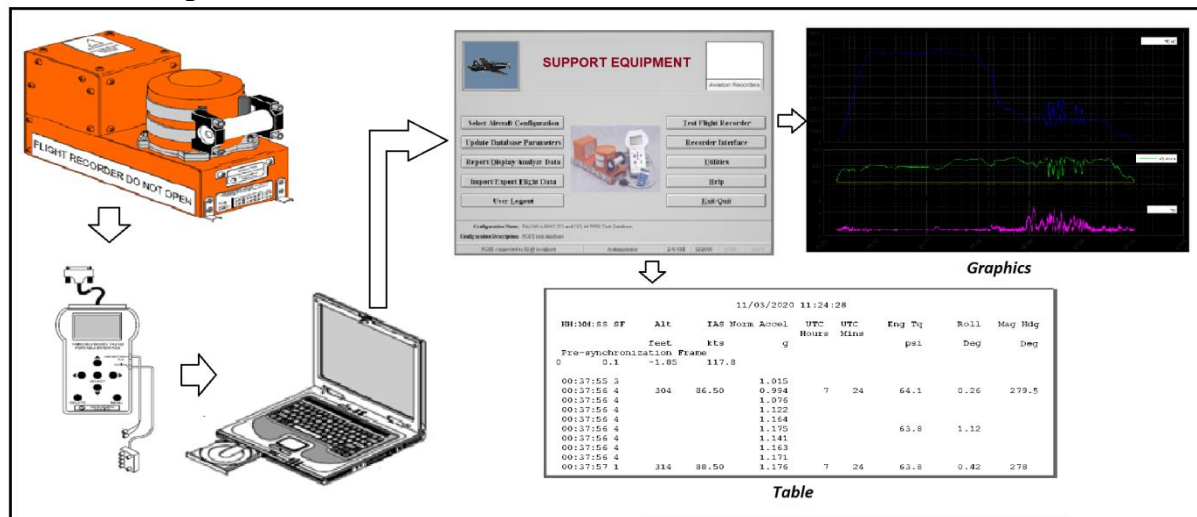 FLIGHT RECORDER DO NOT OPEN
SUPPORT EQUIPMENT
Aviation Recorders
Select Aircraft Configuration
Update Database Parameters
Report Display Analyze Data
Import/Export Flight Data
User Logout
Test Flight Recorder
Recorder Interface
Utilities
Help
Exit/Quit
Configuration Name:
Configuration Description:
Graphics
11/03/2020 11:24:28
HH:MM:SS SF Alt IAS Norm Accel UTC Hours UTC Mins Eng Tq Roll Mag Hdg
feet kts g psi Deg Deg
Pre-synchronization Frame
0 0.1 -1.85 117.8
00:37:55 3 1.015
00:37:56 4 304 86.50 0.994 7 24 64.1 0.26 279.5
00:37:56 4 1.076
00:37:56 4 1.122
00:37:56 4 1.164
00:37:56 4 1.175 63.8 1.12
00:37:56 4 1.141
00:37:56 4 1.163
00:37:56 4 1.171
00:37:57 1 314 88.50 1.176 7 24 63.8 0.42 278
Table